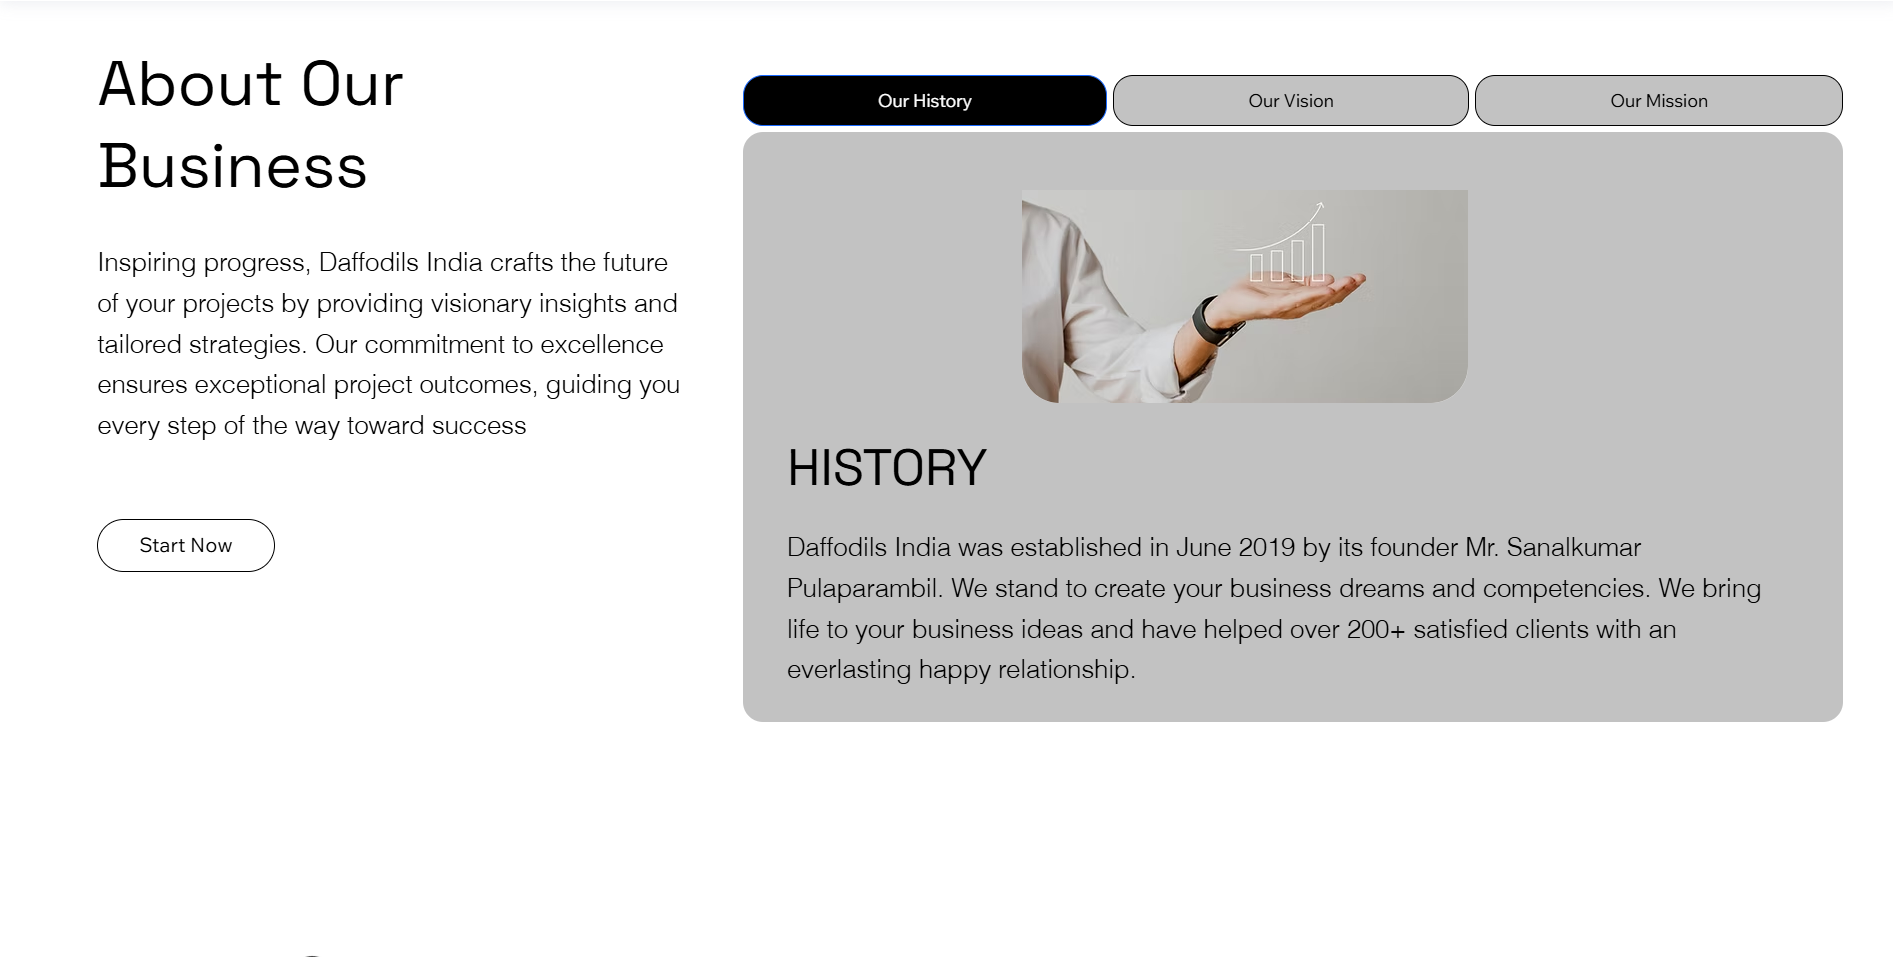 About Our
Business
Inspiring progress, Daffodils India crafts the future
of your projects by providing visionary insights and
tailored strategies. Our commitment to excellence
ensures exceptional project outcomes, guiding you
every step of the way toward success
Start Now
Our History
Our Vision
Our Mission
HISTORY
Daffodils India was established in June 2019 by its founder Mr. Sanalkumar
Pulaparambil. We stand to create your business dreams and competencies. We bring
life to your business ideas and have helped over 200+ satisfied clients with an
everlasting happy relationship.